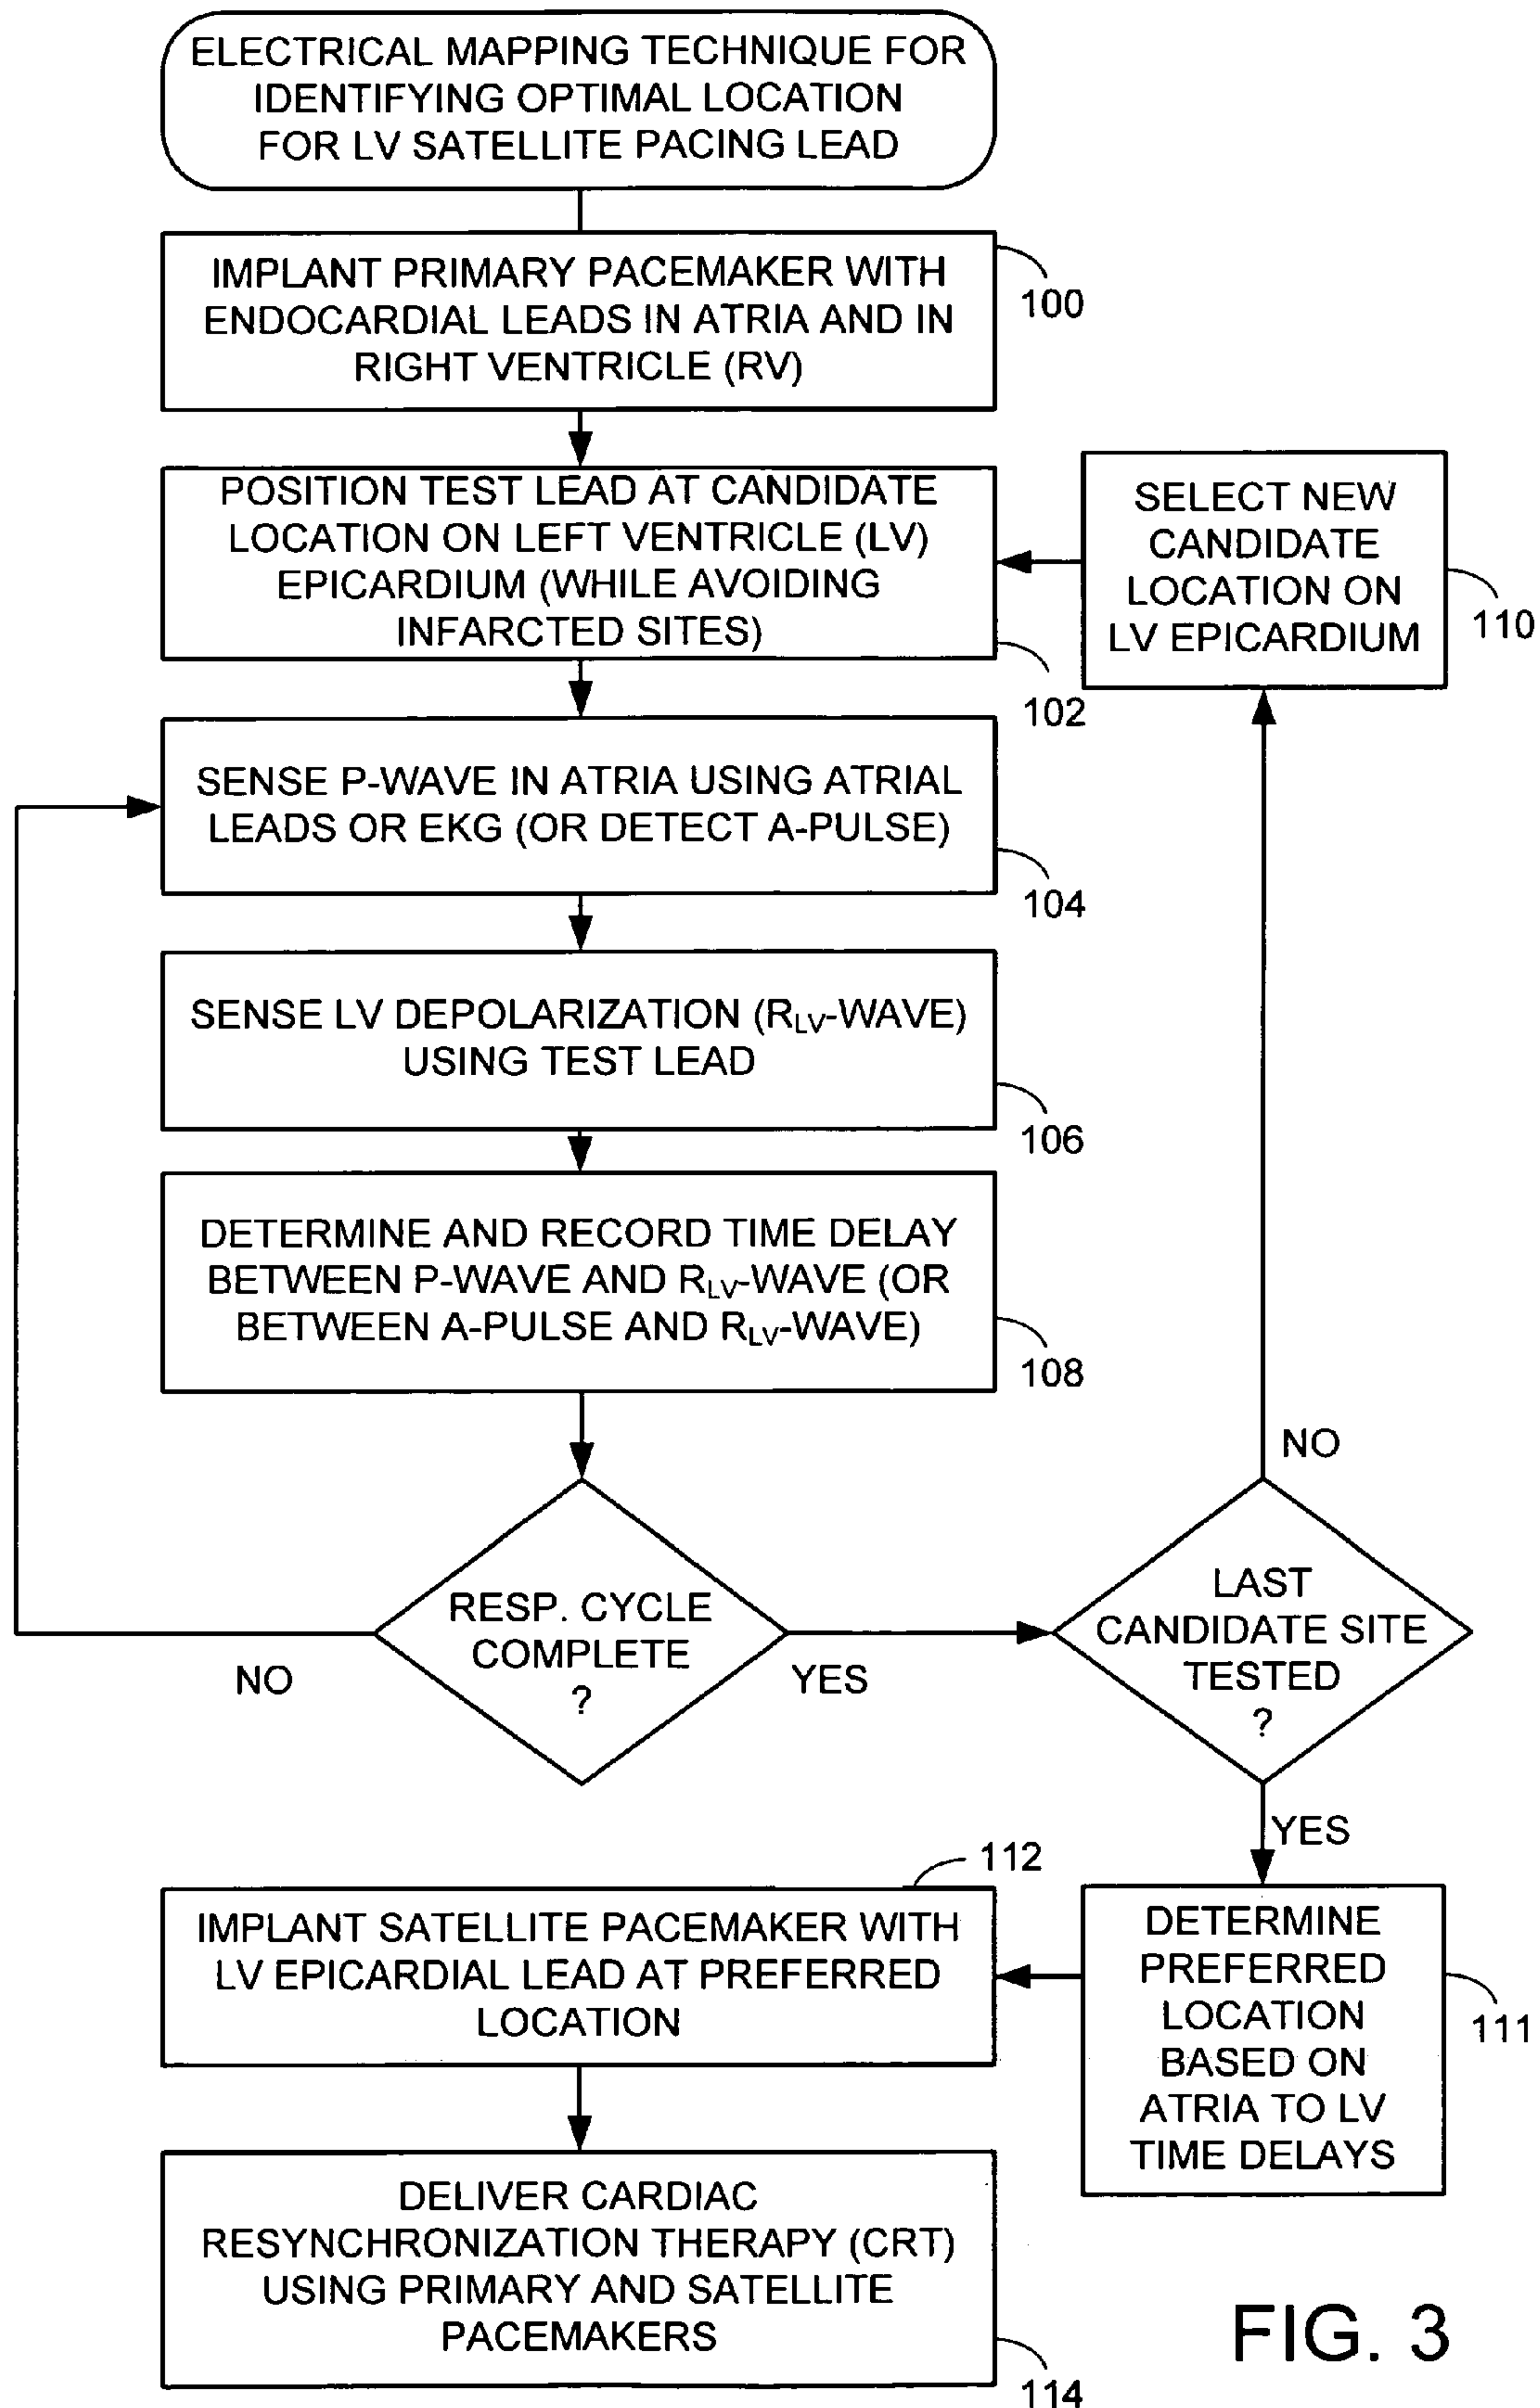 ELECTRICAL MAPPING TECHNIQUE FOR
IDENTIFYING OPTIMAL LOCATION
FOR LV SATELLITE PACING LEAD
IMPLANT PRIMARY PACEMAKER WITH
ENDOCARDIAL LEADS IN ATRIA AND IN
RIGHT VENTRICLE (RV)
100
POSITION TEST LEAD AT CANDIDATE
LOCATION ON LEFT VENTRICLE (LV)
EPICARDIUM (WHILE AVOIDING
INFARCTED SITES)
102
SELECT NEW
CANDIDATE
LOCATION ON
LV EPICARDIUM
110
SENSE P-WAVE IN ATRIA USING ATRIAL
LEADS OR EKG (OR DETECT A-PULSE)
104
SENSE LV DEPOLARIZATION (RLV-WAVE)
USING TEST LEAD
106
DETERMINE AND RECORD TIME DELAY
BETWEEN P-WAVE AND RLV-WAVE (OR
BETWEEN A-PULSE AND RLV-WAVE)
108
RESP. CYCLE
COMPLETE
?
NO
YES
LAST
CANDIDATE SITE
TESTED
?
NO
YES
DETERMINE
PREFERRED
LOCATION
BASED ON
ATRIA TO LV
TIME DELAYS
111
112
IMPLANT SATELLITE PACEMAKER WITH
LV EPICARDIAL LEAD AT PREFERRED
LOCATION
DELIVER CARDIAC
RESYNCHRONIZATION THERAPY (CRT)
USING PRIMARY AND SATELLITE
PACEMAKERS
114
FIG. 3